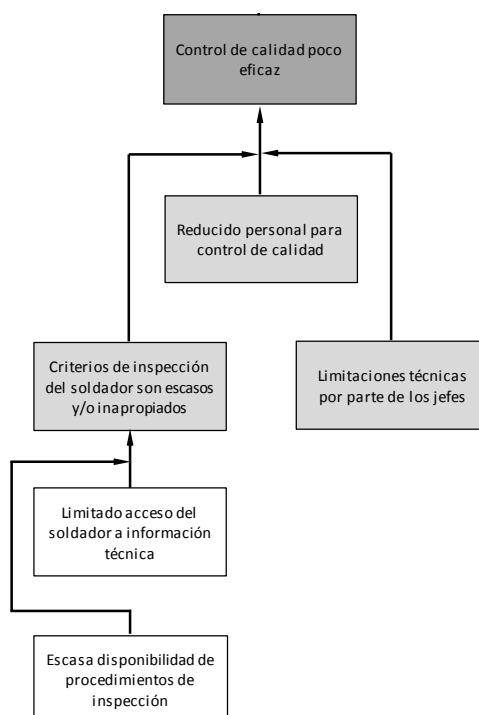 Control de calidad poco
eficaz
Reducido personal para
control de calidad
Criterios de inspección
del soldador son escasos
y/o inapropiados
Limitaciones técnicas
por parte de los jefes
Limitado acceso del
soldador a información
técnica
Escasa disponibilidad de
procedimientos de
inspección